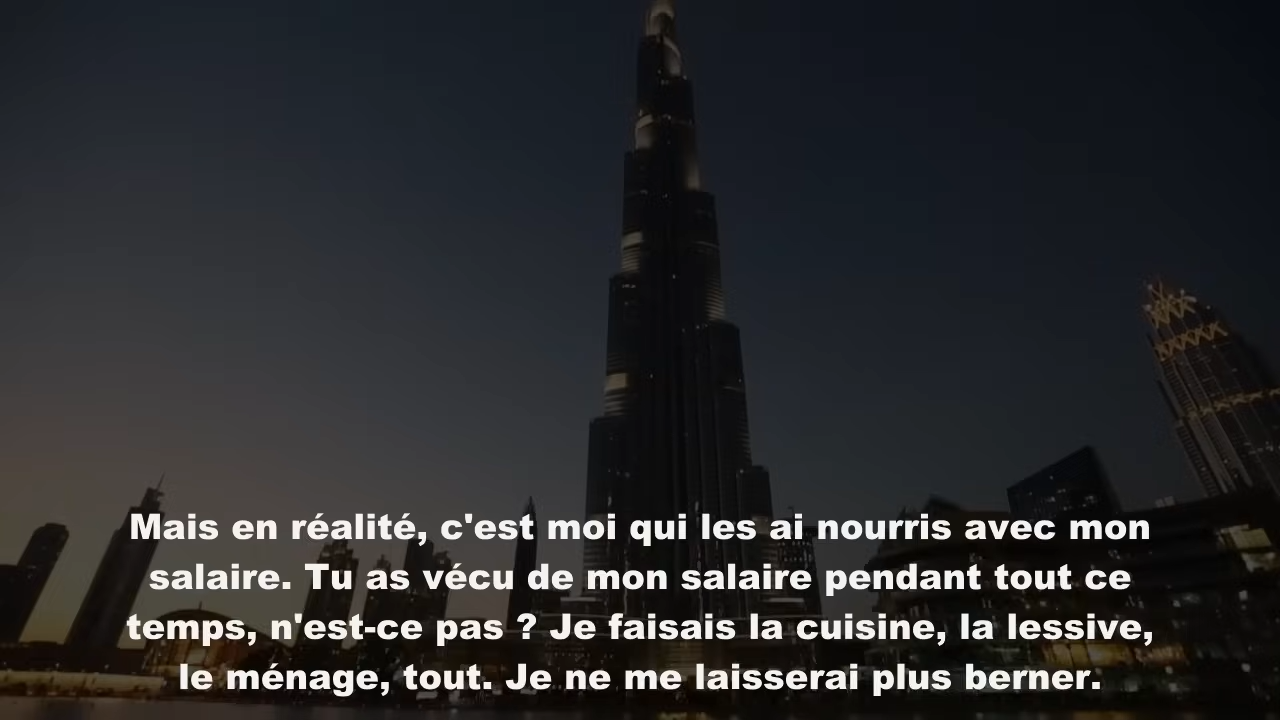 Mais en réalité, c'est moi qui les ai nourris avec mon
salaire. Tu as vécu de mon salaire pendant tout ce
temps, n'est-ce pas ? Je faisais la cuisine, la lessive,
le ménage, tout. Je ne me laisserai plus berner.